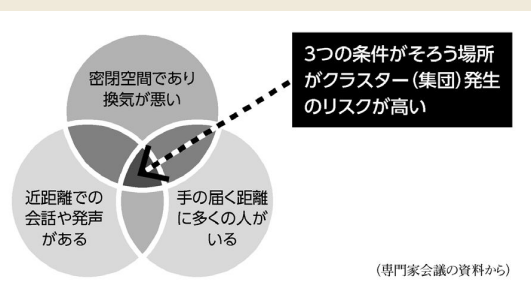 密閉空間であり
換気が悪い
3つの条件がそろう場所
がクラスター(集団)発生
のリスクが高い
近距離での
会話や発声
がある
手の届く距離
に多くの人が
いる
(専門家会議の資料から)